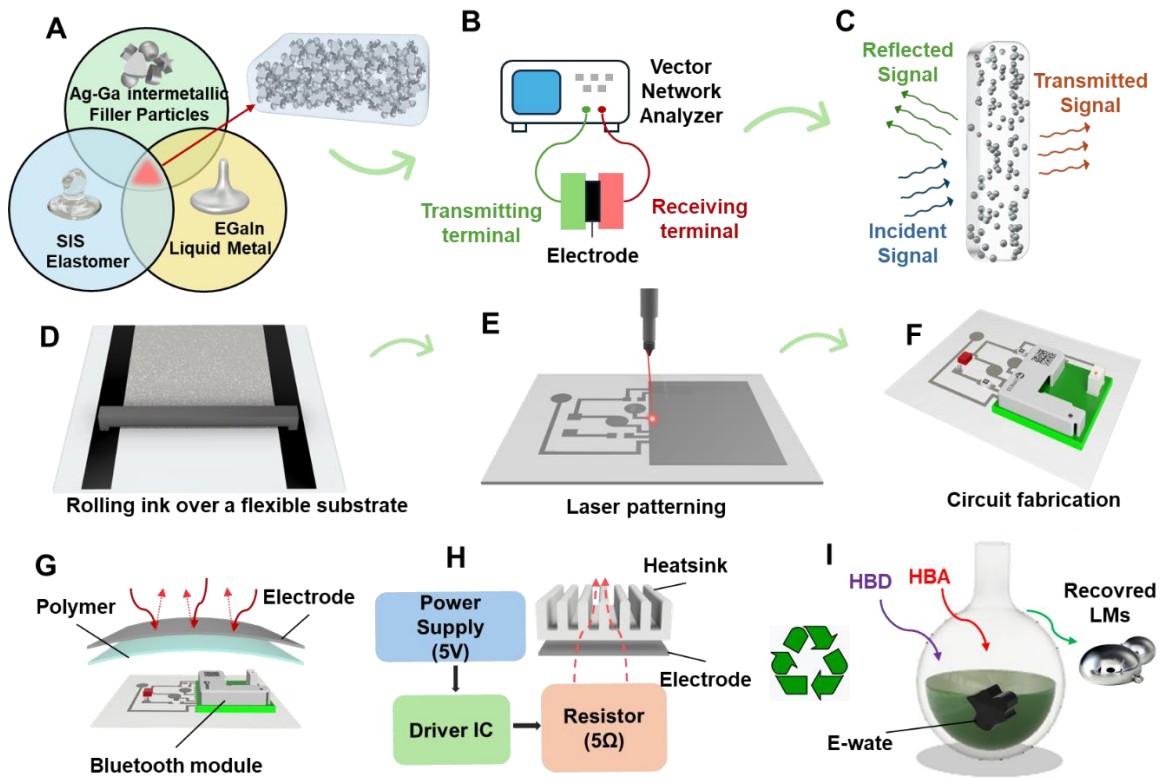 A
Ag-Ga Intermetallic
Filler Particles
SIS
Elastomer
EGaIn
Liquid Metal
B
Vector
Network
Analyzer
Transmitting
terminal
Receiving
terminal
Electrode
C
Reflected
Signal
Transmitted
Signal
Incident
Signal
D
Rolling ink over a flexible substrate
E
Laser patterning
F
Circuit fabrication
G
Polymer
Electrode
Bluetooth module
H
Heatsink
Power
Supply
(5V)
Electrode
Driver IC
Resistor
(5Ω)
I
HBD
HBA
Recovred
LMs
E-wate